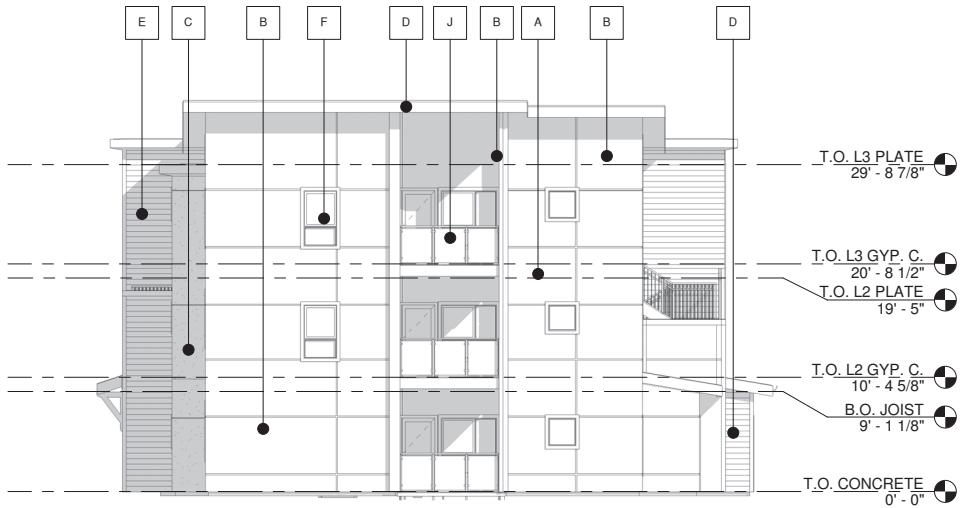 E C B F D J B A B D
T.O. L3 PLATE
29' - 8 7/8"
T.O. L3 GYP. C.
20' - 8 1/2"
T.O. L2 PLATE
19' - 5"
T.O. L2 GYP. C.
10' - 4 5/8"
B.O. JOIST
9' - 1 1/8"
T.O. CONCRETE
0' - 0"